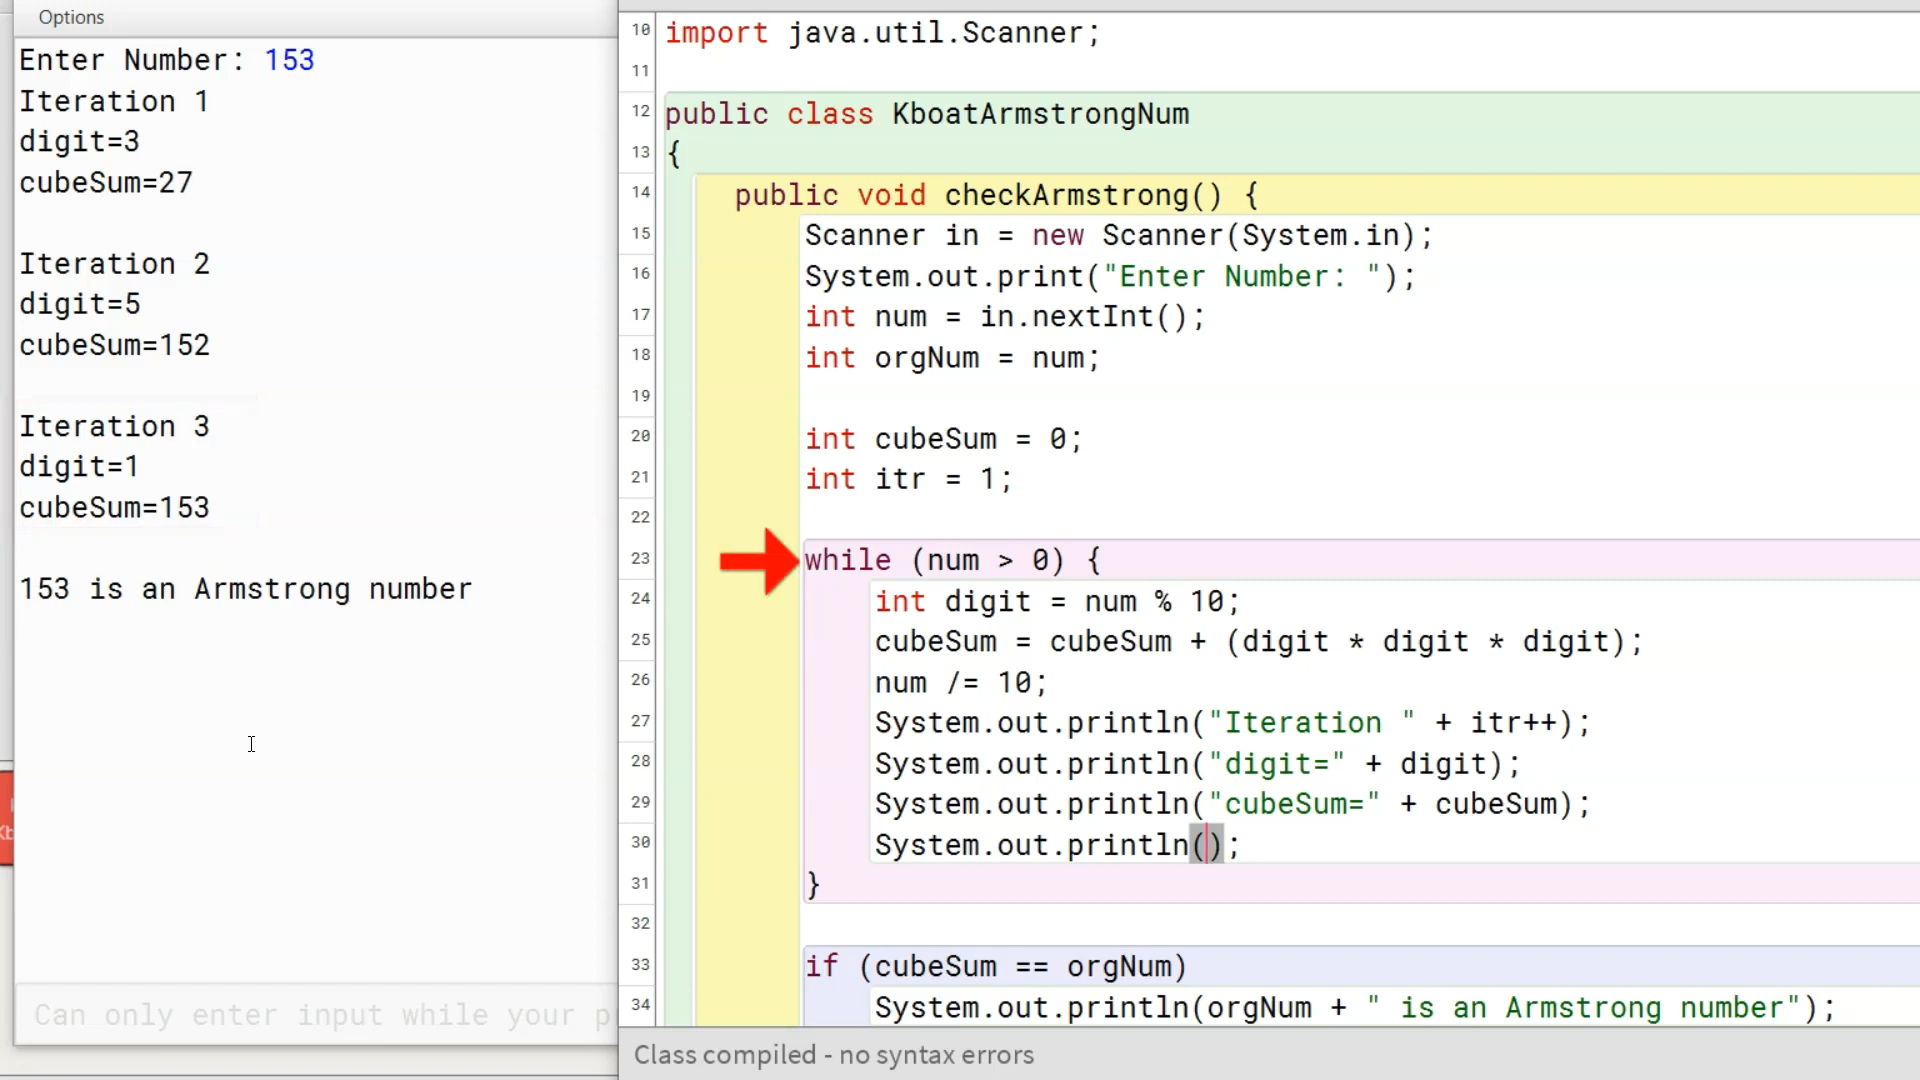 Options
Enter Number: 153
Iteration 1
digit=3
cubeSum=27
Iteration 2
digit=5
cubeSum=152
Iteration 3
digit=1
cubeSum=153
153 is an Armstrong number
Can only enter input while your p
10 import java.util.Scanner;
11
12 public class KboatArmstrongNum
13 {
14 public void checkArmstrong() {
15 Scanner in = new Scanner(System.in);
16 System.out.print("Enter Number: ");
17 int num = in.nextInt();
18 int orgNum = num;
19
20 int cubeSum = 0;
21 int itr = 1;
22
23 while (num > 0) {
24 int digit = num % 10;
25 cubeSum = cubeSum + (digit * digit * digit);
26 num /= 10;
27 System.out.println("Iteration " + itr++);
28 System.out.println("digit=" + digit);
29 System.out.println("cubeSum=" + cubeSum);
30 System.out.println();
31 }
32
33 if (cubeSum == orgNum)
34 System.out.println(orgNum + " is an Armstrong number");
Class compiled - no syntax errors